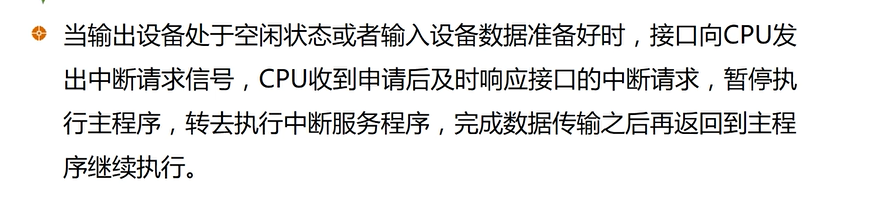 当输出设备处于空闲状态或者输入设备数据准备好时，接口向CPU发
出中断请求信号，CPU收到申请后及时响应接口的中断请求，暂停执
行主程序，转去执行中断服务程序，完成数据传输之后再返回到主程
序继续执行。